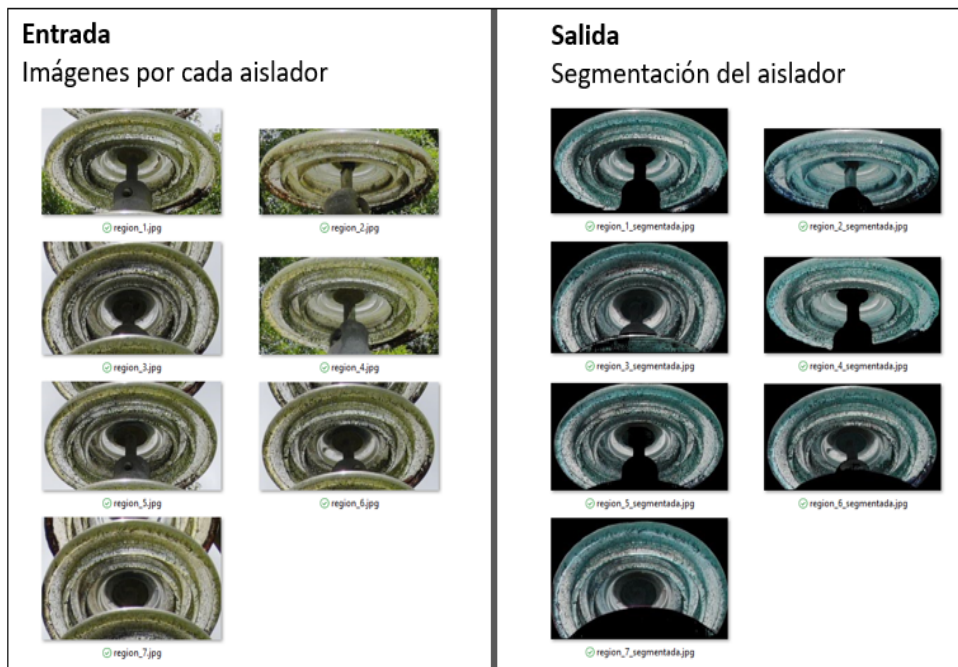 Entrada
Imágenes por cada aislador
region_1.jpg
region_2.jpg
region_3.jpg
region_4.jpg
region_5.jpg
region_6.jpg
region_7.jpg
Salida
Segmentación del aislador
region_1_segmentada.jpg
region_2_segmentada.jpg
region_3_segmentada.jpg
region_4_segmentada.jpg
region_5_segmentada.jpg
region_6_segmentada.jpg
region_7_segmentada.jpg